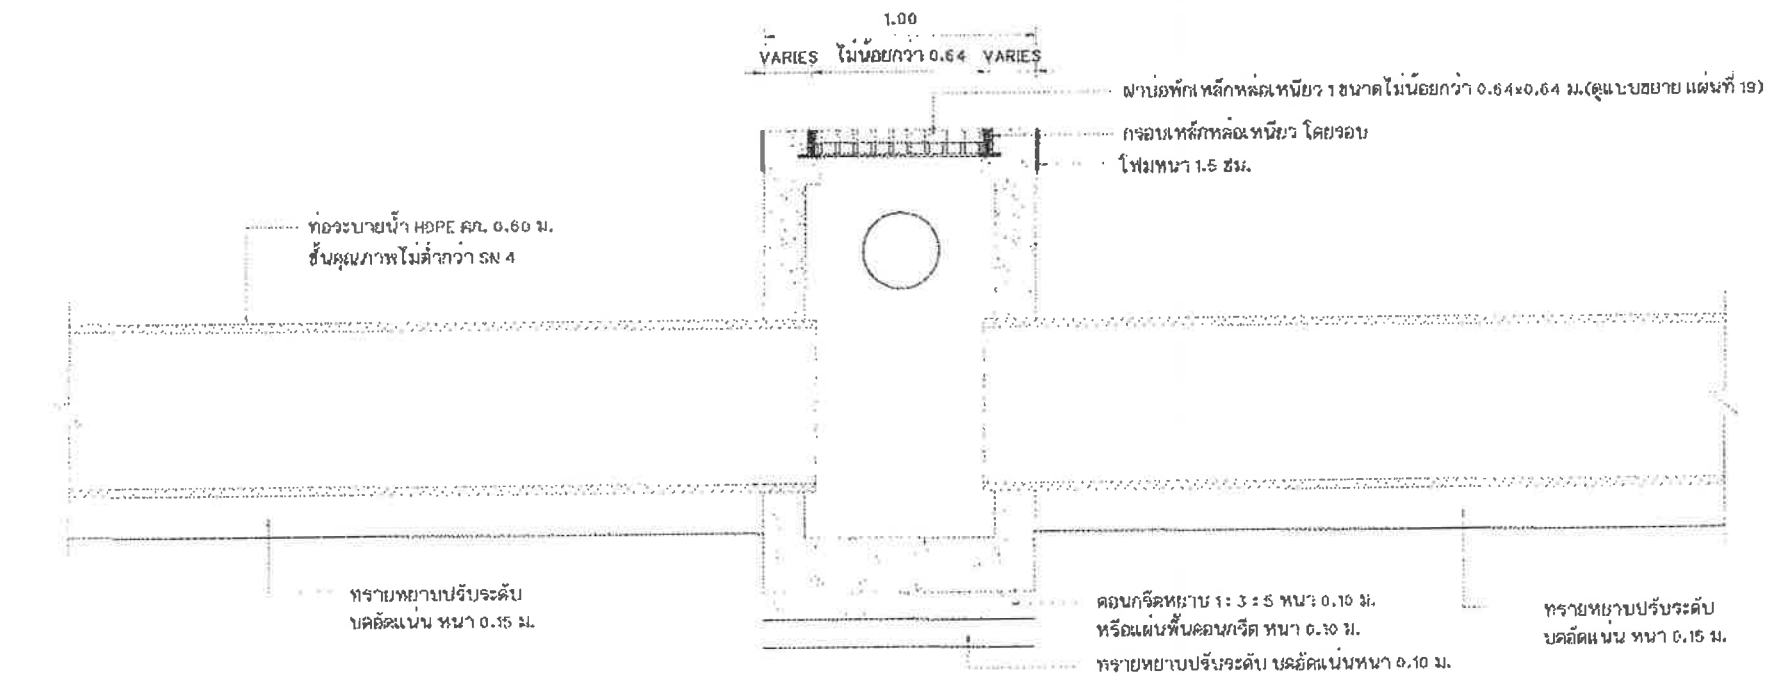 1.00
VARIES ไม่น้อยกว่า 0.64 VARIES
ฝาบ่อพักเหล็กหล่อเหนียว 1 ขนาดไม่น้อยกว่า 0.64x0.64 ม.(ดูแบบขยาย แผ่นที่ 19)
กรอบเหล็กหล่อเหนียว โดยรอบ
โฟมหนา 1.5 ซม.
ท่อระบายน้ำ HDPE ศก. 0.60 ม.
ชั้นคุณภาพไม่ต่ำกว่า SN 4
ทรายหยาบปรับระดับ
บดอัดแน่น หนา 0.15 ม.
คอนกรีตหยาบ 1 : 3 : 5 หนา 0.10 ม.
หรือแผ่นพื้นคอนกรีต หนา 0.10 ม.
ทรายหยาบปรับระดับ บดอัดแน่นหนา 0.10 ม.
ทรายหยาบปรับระดับ
บดอัดแน่น หนา 0.15 ม.